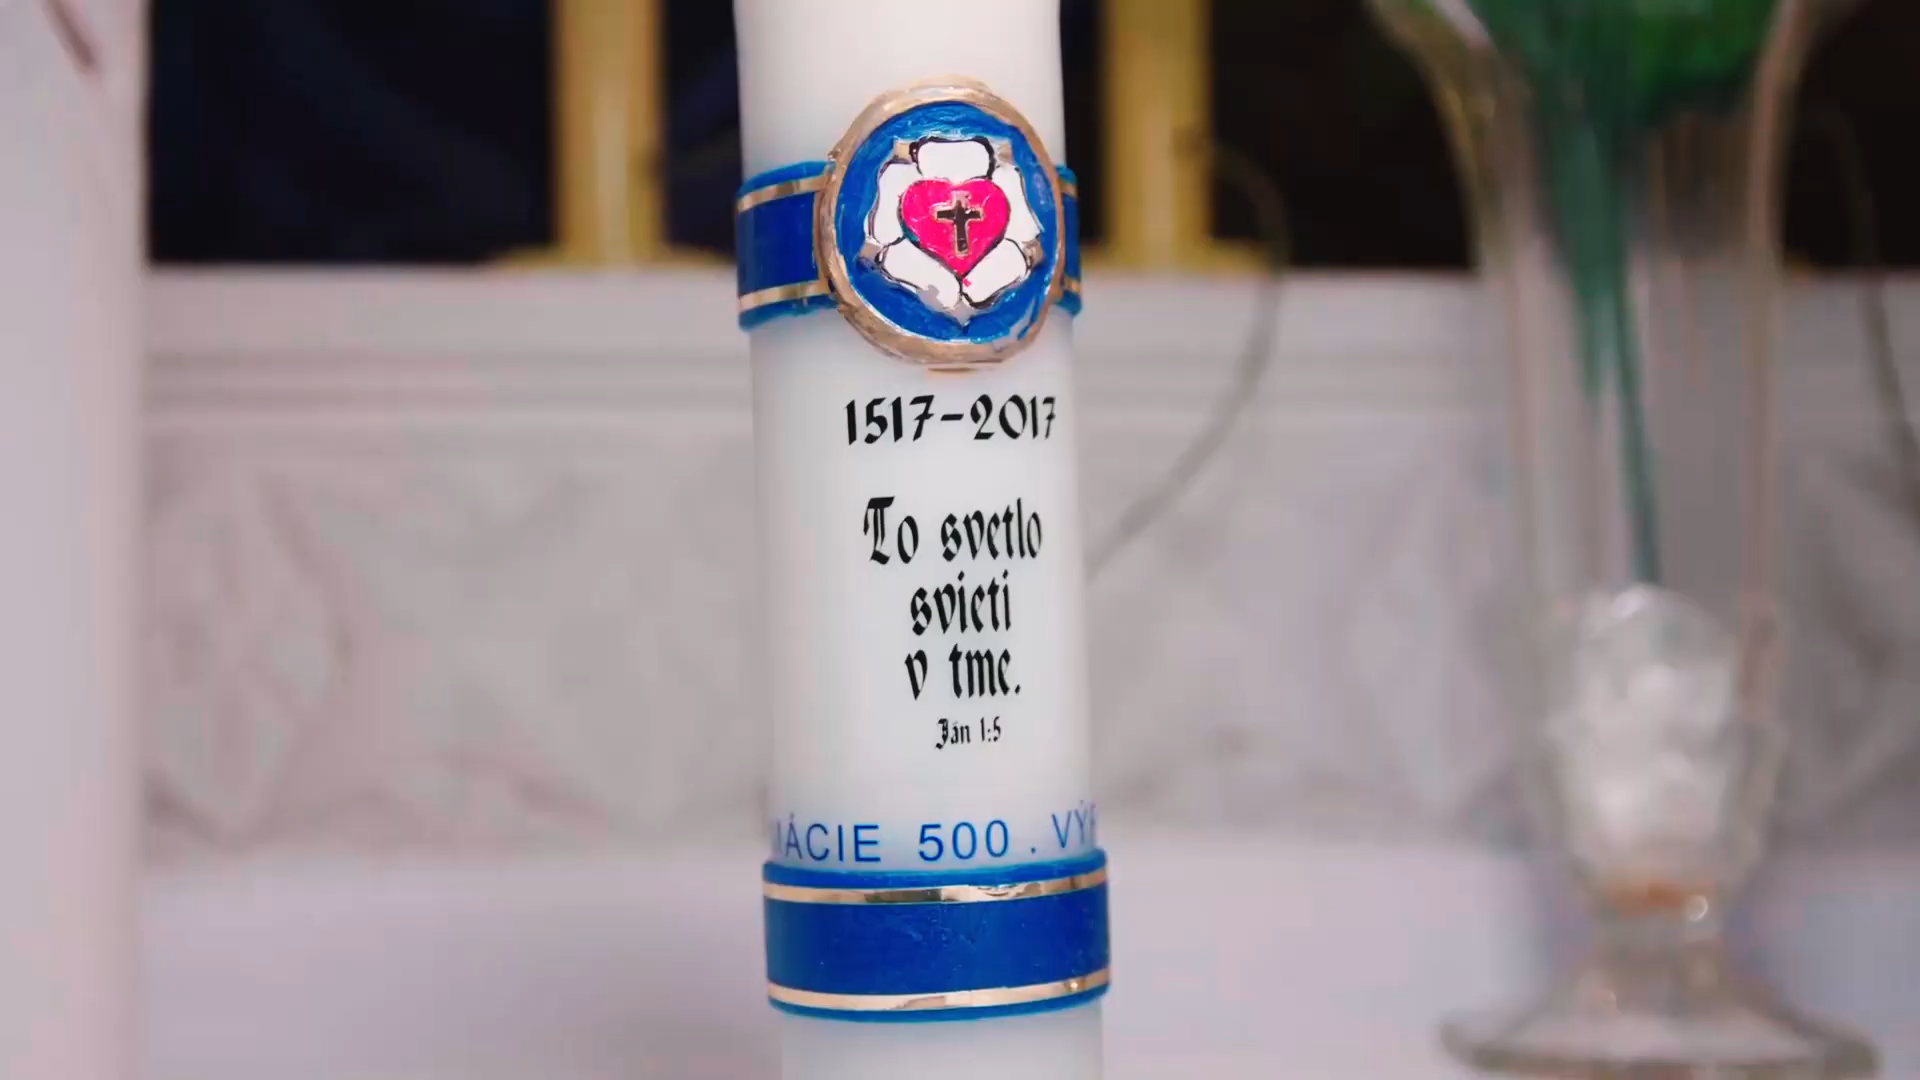 1517-2017
To svetlo
svieti
v tme.
Ján 1:5
500.